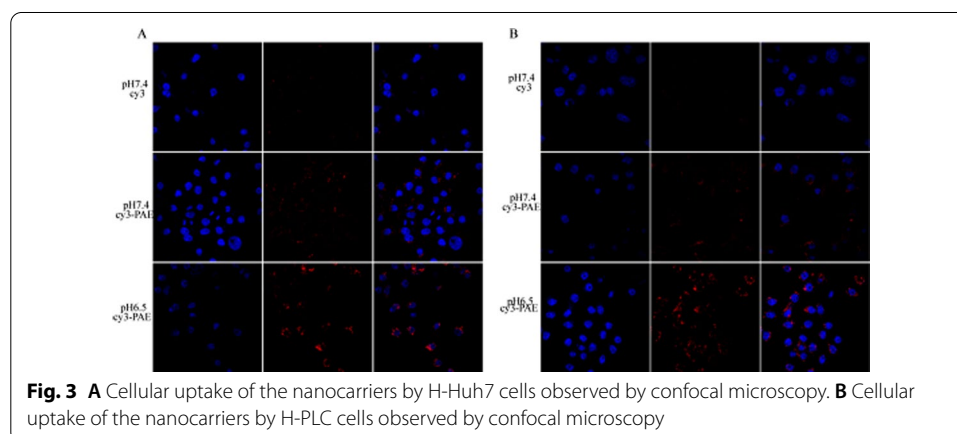 A
B
pH7.4
cy3
pH7.4
cy3
pH7.4
cy3-PAE
pH7.4
cy3-PAE
pH6.5
cy3-PAE
pH6.5
cy3-PAE
Fig. 3 A Cellular uptake of the nanocarriers by H-Huh7 cells observed by confocal microscopy. B Cellular
uptake of the nanocarriers by H-PLC cells observed by confocal microscopy